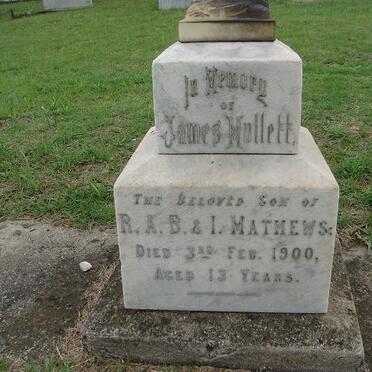 In Memory
of
James Mullett.
The Beloved Son of
R. A. B. & I. Mathews:
Died 3rd Feb. 1900,
Aged 13 Years.